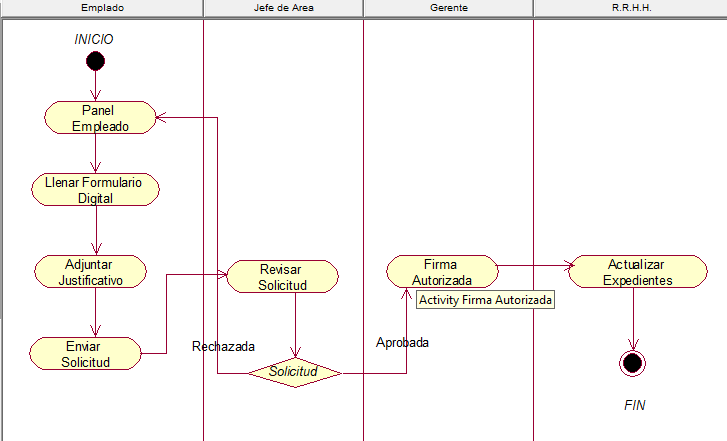 Emplado
Jefe de Area
Gerente
R.R.H.H.
INICIO
Panel
Empleado
Llenar Formulario
Digital
Adjuntar
Justificativo
Enviar
Solicitud
Revisar
Solicitud
Rechazada
Solicitud
Aprobada
Firma
Autorizada
Activity Firma Autorizada
Actualizar
Expedientes
FIN